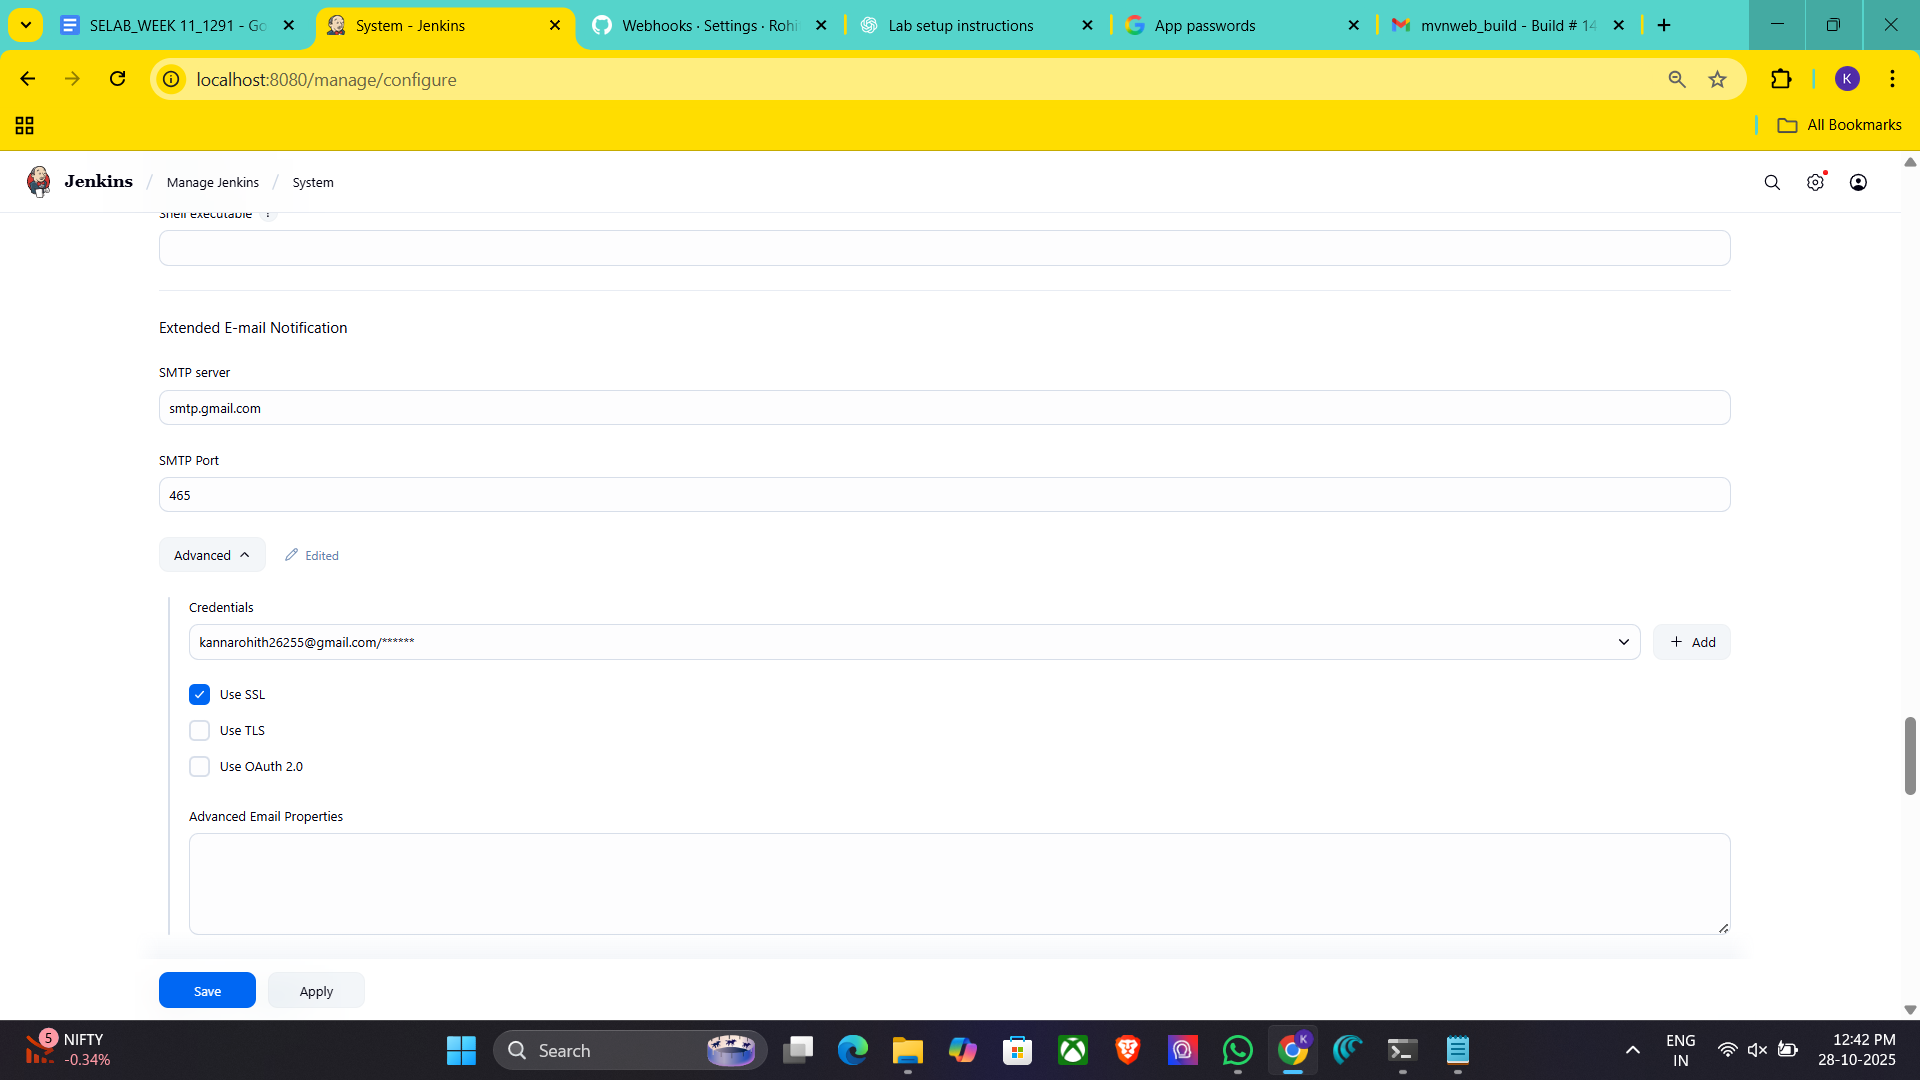 SELAB_WEEK 11_1291 - Go
System - Jenkins
Webhooks · Settings · Rohi
Lab setup instructions
App passwords
mvnweb_build - Build # 14
localhost:8080/manage/configure
K
All Bookmarks
Jenkins / Manage Jenkins / System
Shell executable ?
Extended E-mail Notification
SMTP server
smtp.gmail.com
SMTP Port
465
Advanced
Edited
Credentials
kannarohith26255@gmail.com/******
+ Add
Use SSL
Use TLS
Use OAuth 2.0
Advanced Email Properties
Save
Apply
5
NIFTY
-0.34%
Search
K
ENG
IN
12:42 PM
28-10-2025